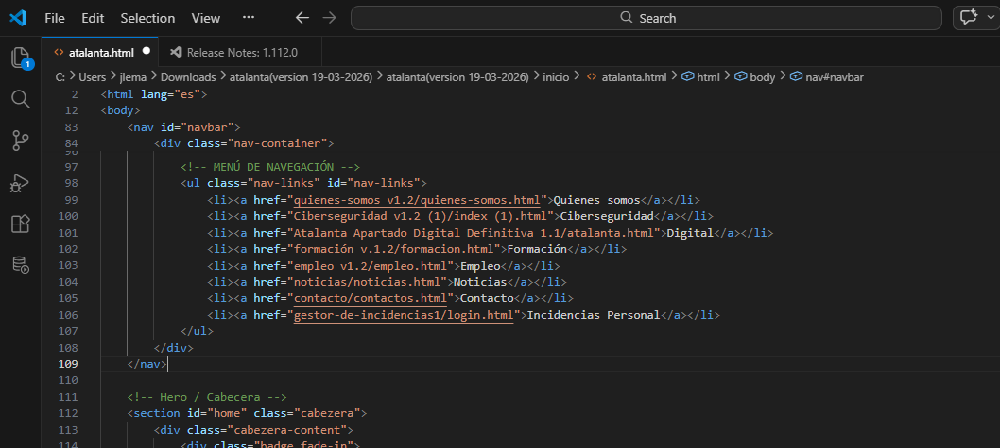 File Edit Selection View ··· Search
atalanta.html Release Notes: 1.112.0
C: > Users > jlema > Downloads > atalanta(version 19-03-2026) > atalanta(version 19-03-2026) > inicio > <> atalanta.html > html > body > nav#navbar
1
2 <html lang="es">
12 <body>
83 <nav id="navbar">
84 <div class="nav-container">
97 <!-- MENÚ DE NAVEGACIÓN -->
98 <ul class="nav-links" id="nav-links">
99 <li><a href="quienes-somos v1.2/quienes-somos.html">Quienes somos</a></li>
100 <li><a href="Ciberseguridad v1.2 (1)/index (1).html">Ciberseguridad</a></li>
101 <li><a href="Atalanta Apartado Digital Definitiva 1.1/atalanta.html">Digital</a></li>
102 <li><a href="formación v.1.2/formacion.html">Formación</a></li>
103 <li><a href="empleo v1.2/empleo.html">Empleo</a></li>
104 <li><a href="noticias/noticias.html">Noticias</a></li>
105 <li><a href="contacto/contactos.html">Contacto</a></li>
106 <li><a href="gestor-de-incidencias1/login.html">Incidencias Personal</a></li>
107 </ul>
108 </div>
109 </nav>
110
111 <!-- Hero / Cabecera -->
112 <section id="home" class="cabezera">
113 <div class="cabezera-content">
114 <div class="badge fade-in">